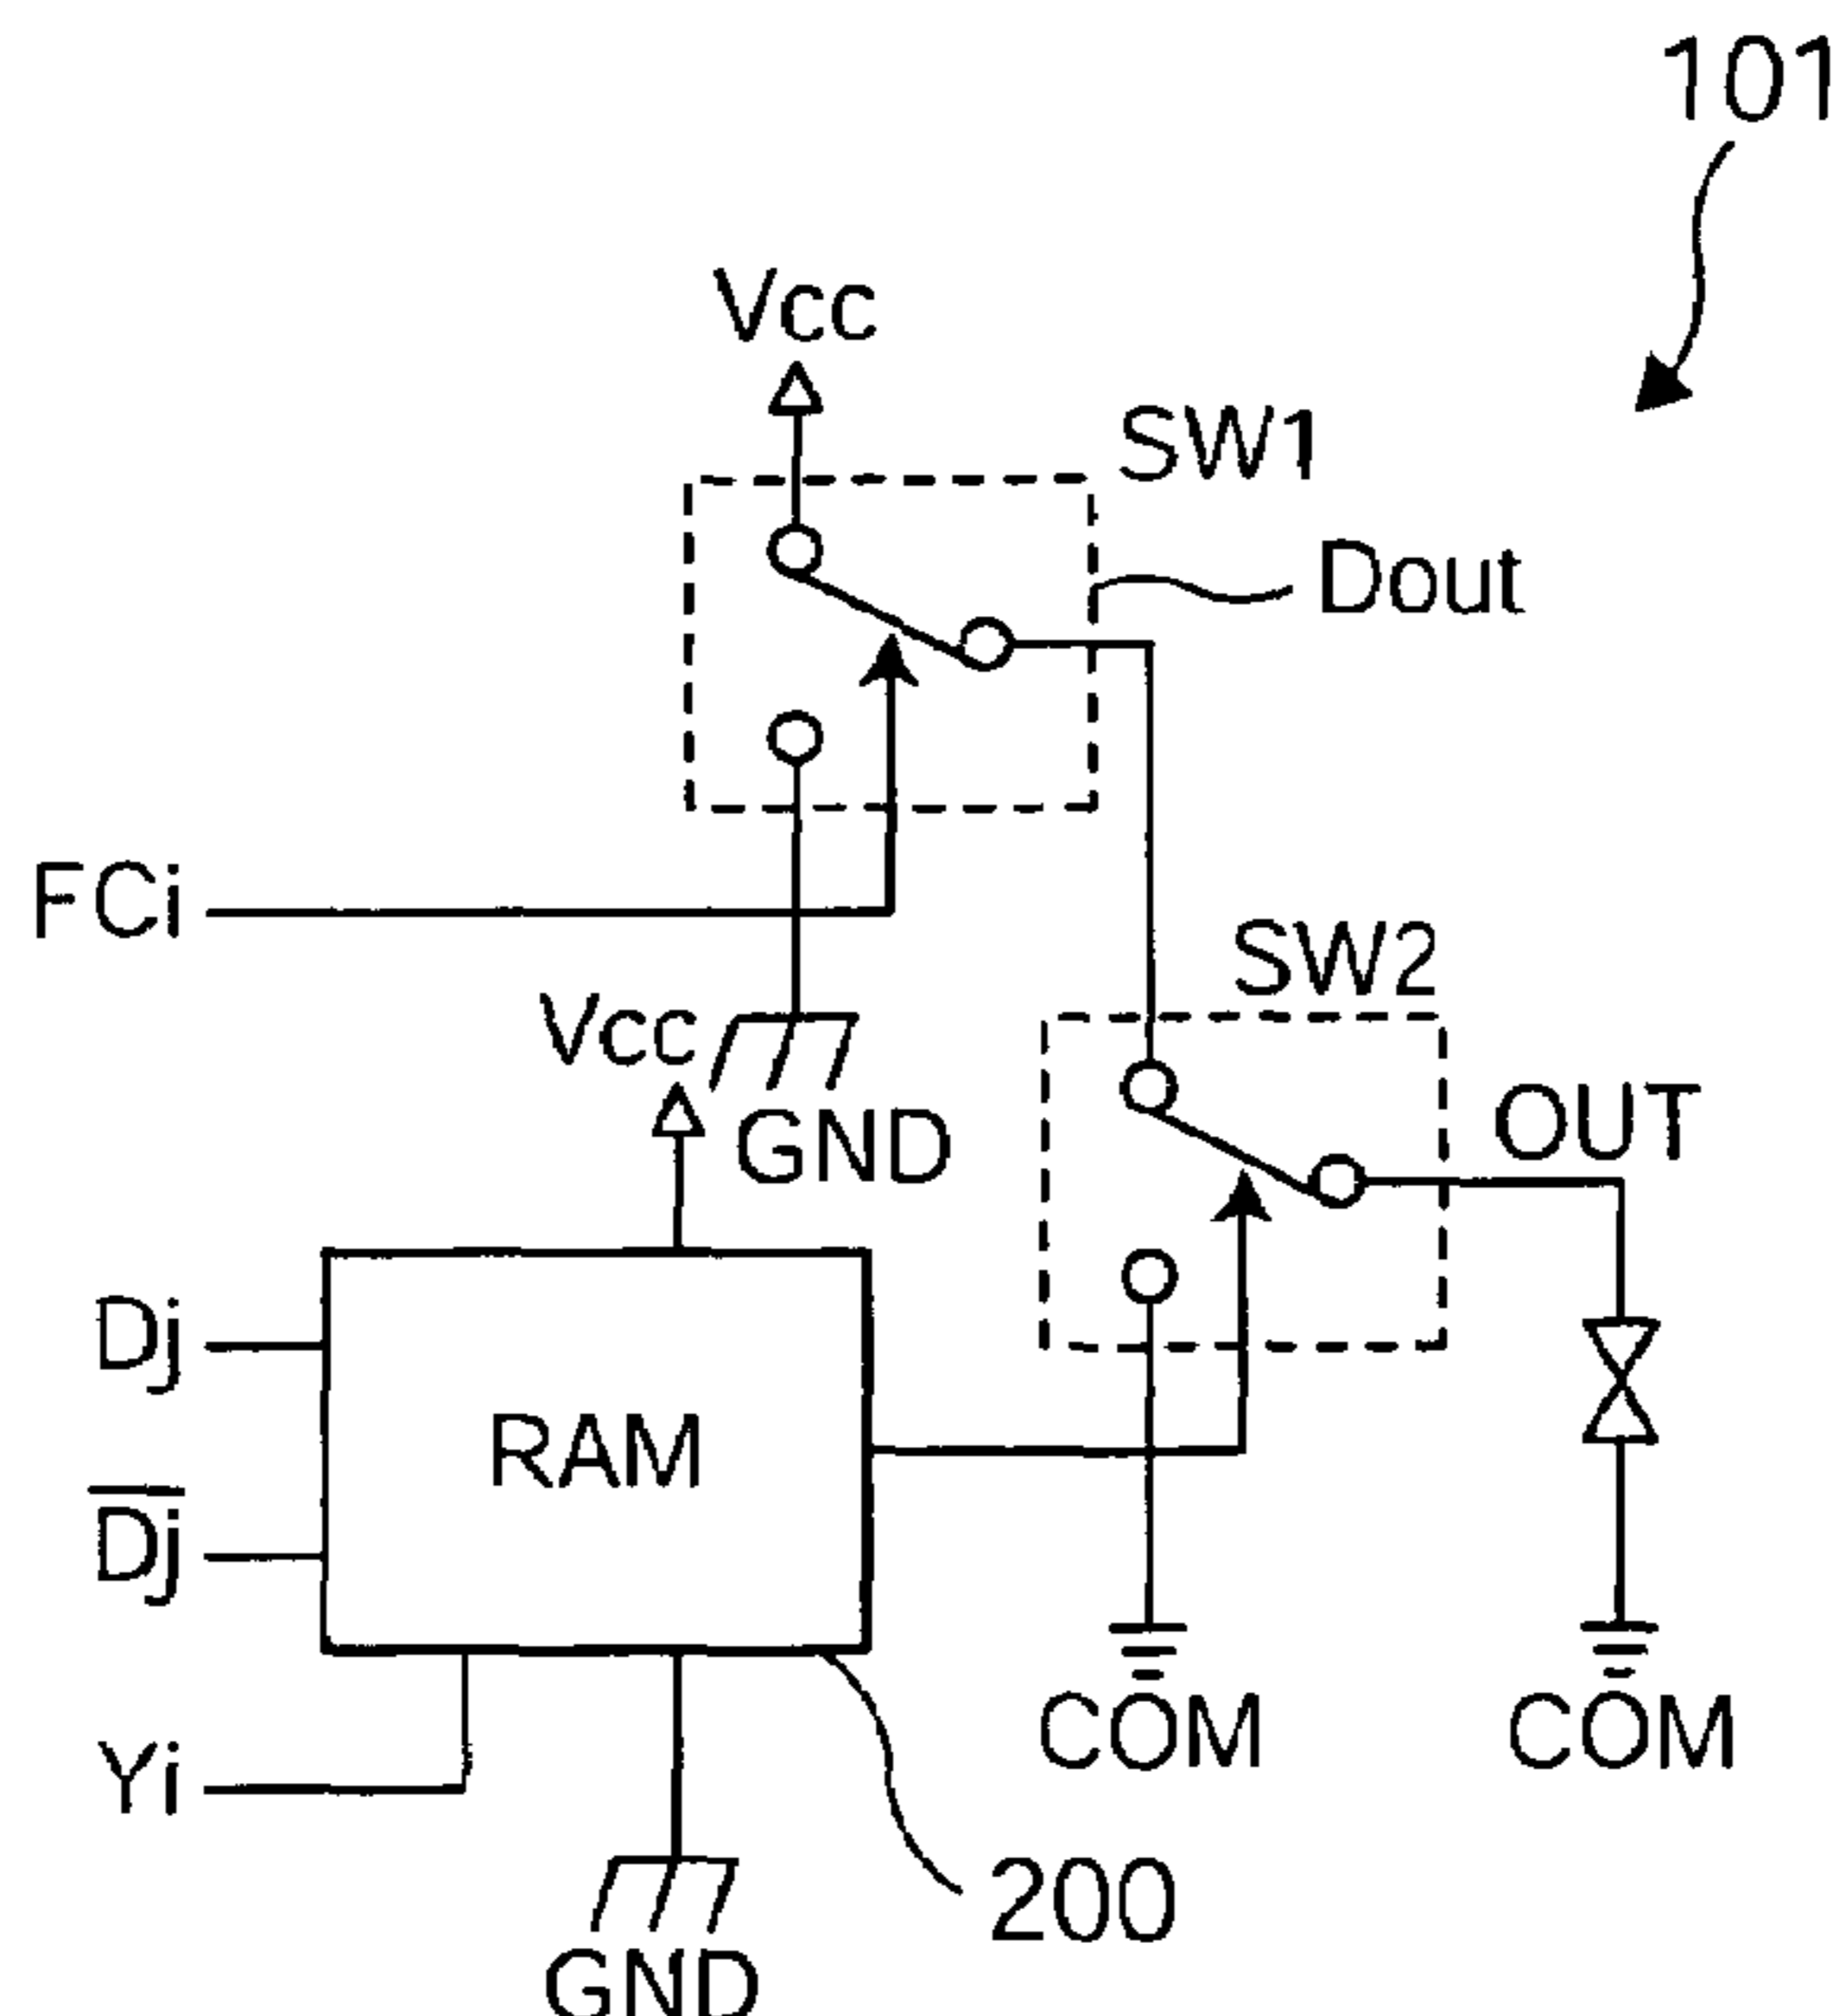 101
Vcc
SW1
Dout
FCi
SW2
Vcc
GND
OUT
Dj
RAM
D̅j̅
COM
COM
Yi
200
GND